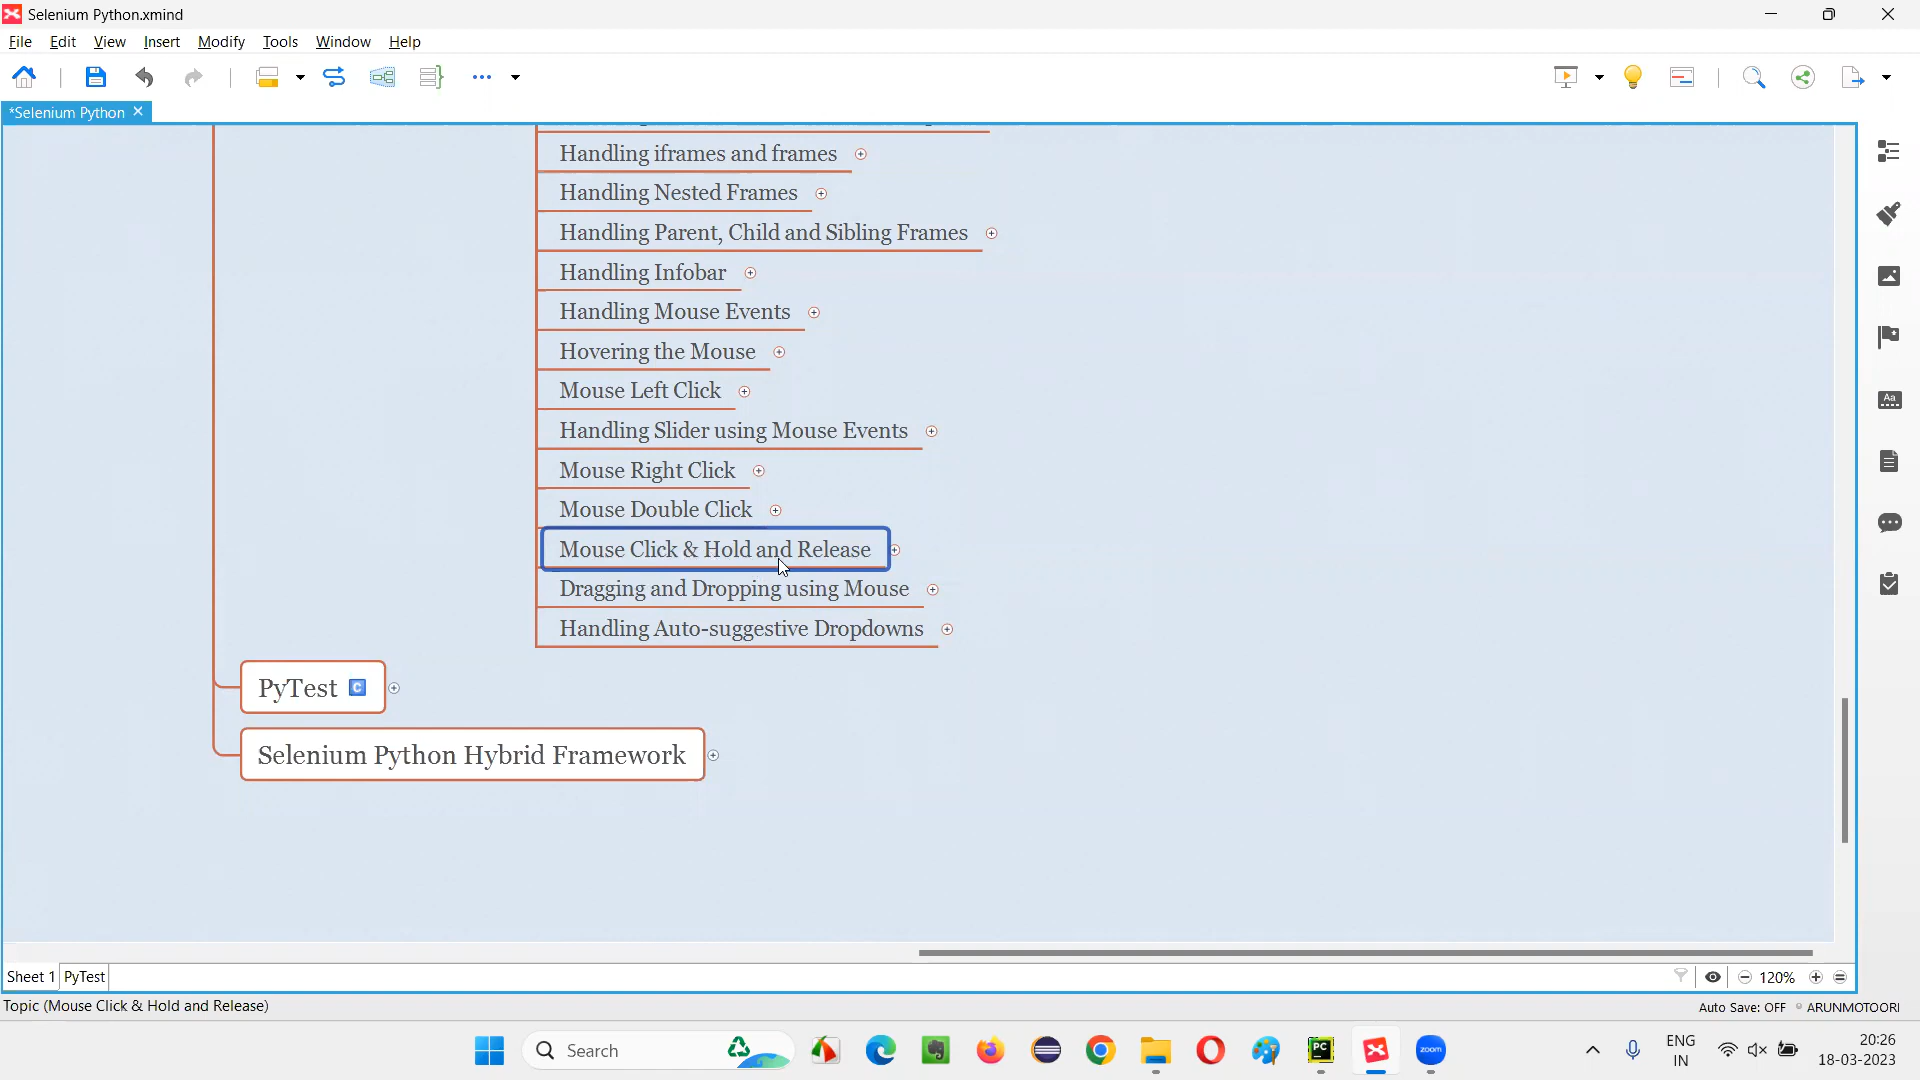 Selenium Python.xmind
File Edit View Insert Modify Tools Window Help
*Selenium Python
Handling iframes and frames
Handling Nested Frames
Handling Parent, Child and Sibling Frames
Handling Infobar
Handling Mouse Events
Hovering the Mouse
Mouse Left Click
Handling Slider using Mouse Events
Mouse Right Click
Mouse Double Click
Mouse Click & Hold and Release
Dragging and Dropping using Mouse
Handling Auto-suggestive Dropdowns
PyTest C
Selenium Python Hybrid Framework
Sheet 1 PyTest
120%
Topic (Mouse Click & Hold and Release)
Auto Save: OFF ARUNMOTOORI
Search
PC
zoom
ENG
IN
20:26
18-03-2023
Aa